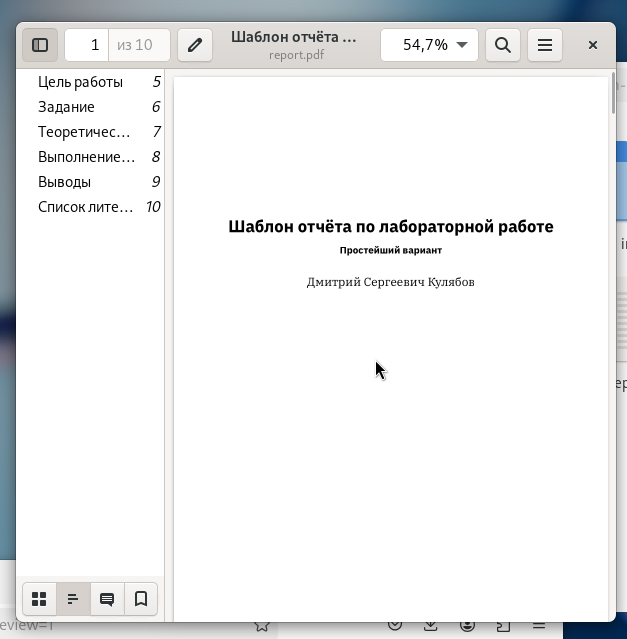 1 из 10
Шаблон отчёта ...
report.pdf
54,7%
Цель работы 5
Задание 6
Теоретичес... 7
Выполнение... 8
Выводы 9
Список лите... 10
Шаблон отчёта по лабораторной работе
Простейший вариант
Дмитрий Сергеевич Кулябов
eview=1